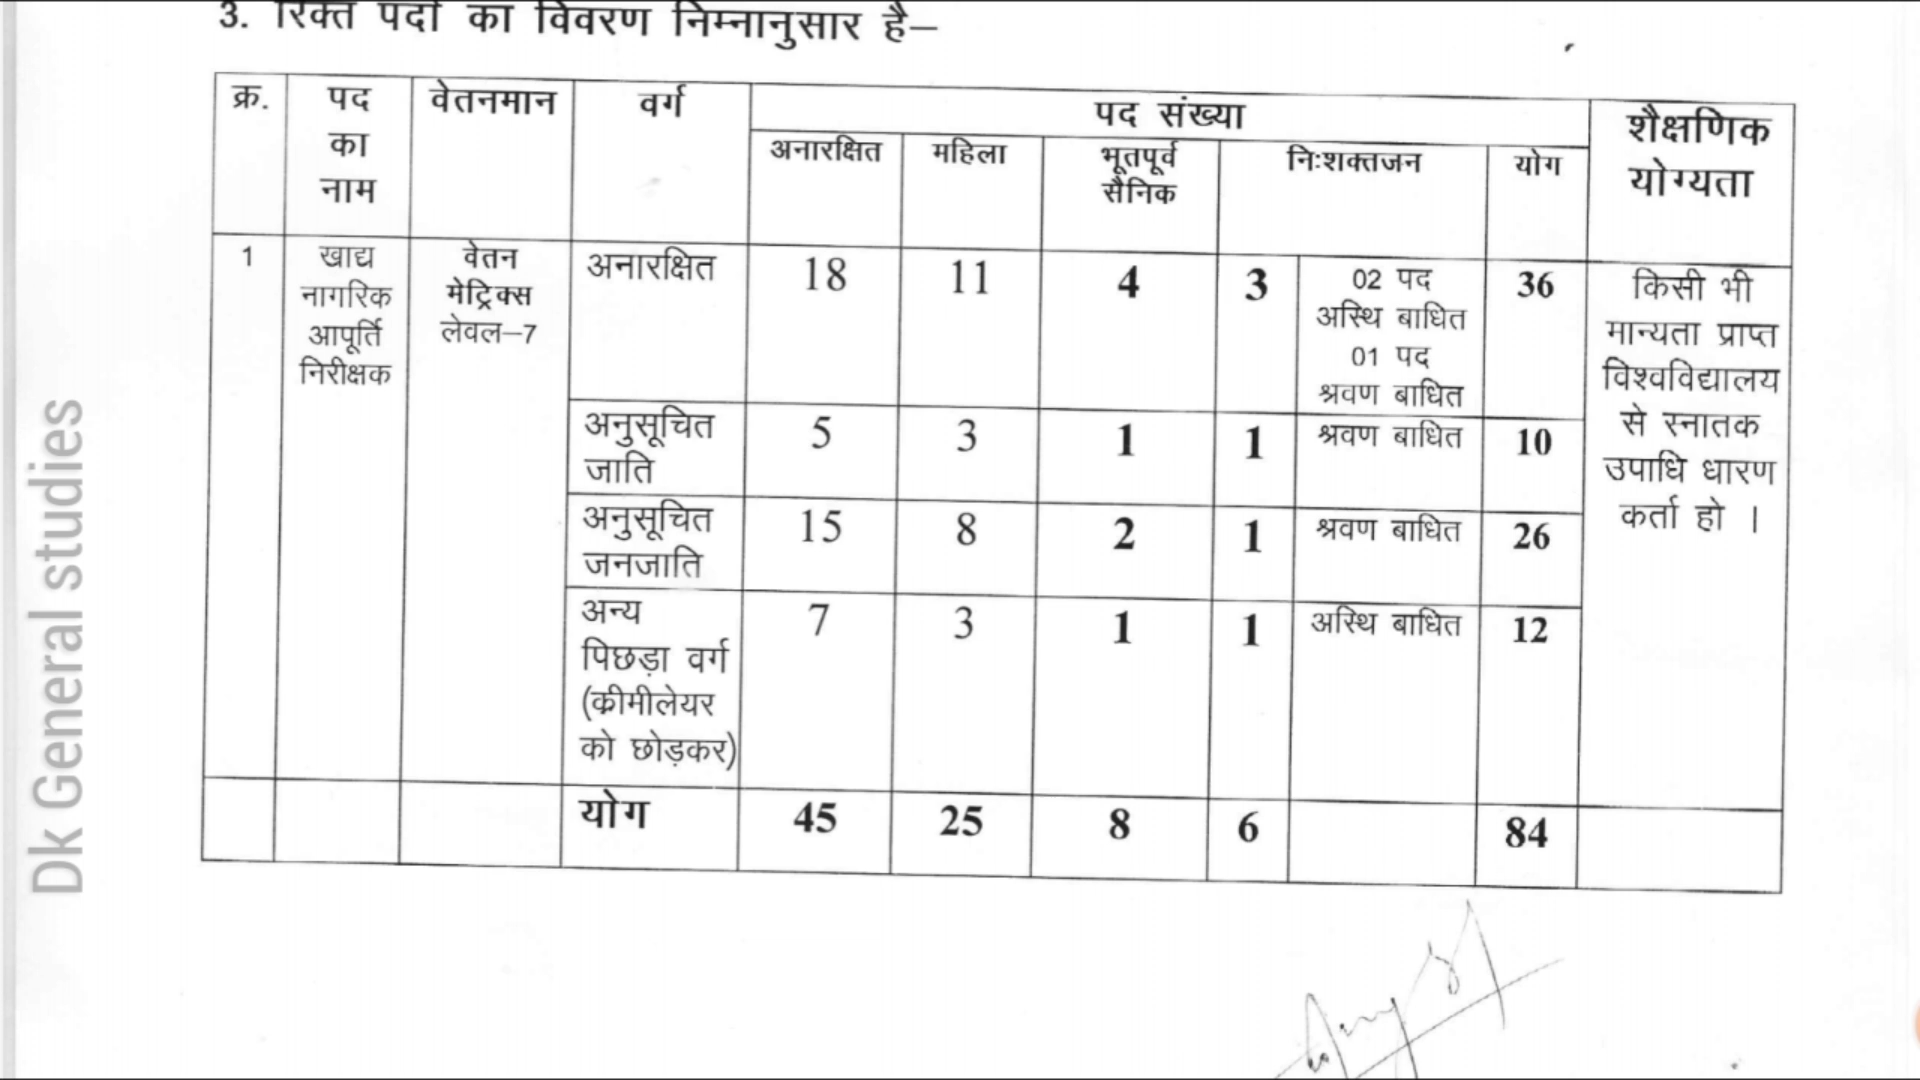 3. रिक्त पदों का विवरण निम्नानुसार है–
क्र.
पद
का
नाम
वेतनमान
वर्ग
पद संख्या
शैक्षणिक
योग्यता
अनारक्षित
महिला
भूतपूर्व
सैनिक
निःशक्तजन
योग
1
खाद्य
नागरिक
आपूर्ति
निरीक्षक
वेतन
मेट्रिक्स
लेवल–7
अनारक्षित
18
11
4
3
02 पद
अस्थि बाधित
01 पद
श्रवण बाधित
36
किसी भी
मान्यता प्राप्त
विश्वविद्यालय
से स्नातक
उपाधि धारण
कर्ता हो ।
अनुसूचित
जाति
5
3
1
1
श्रवण बाधित
10
अनुसूचित
जनजाति
15
8
2
1
श्रवण बाधित
26
अन्य
पिछड़ा वर्ग
(क्रीमीलेयर
को छोड़कर)
7
3
1
1
अस्थि बाधित
12
योग
45
25
8
6
84
Dk General studies